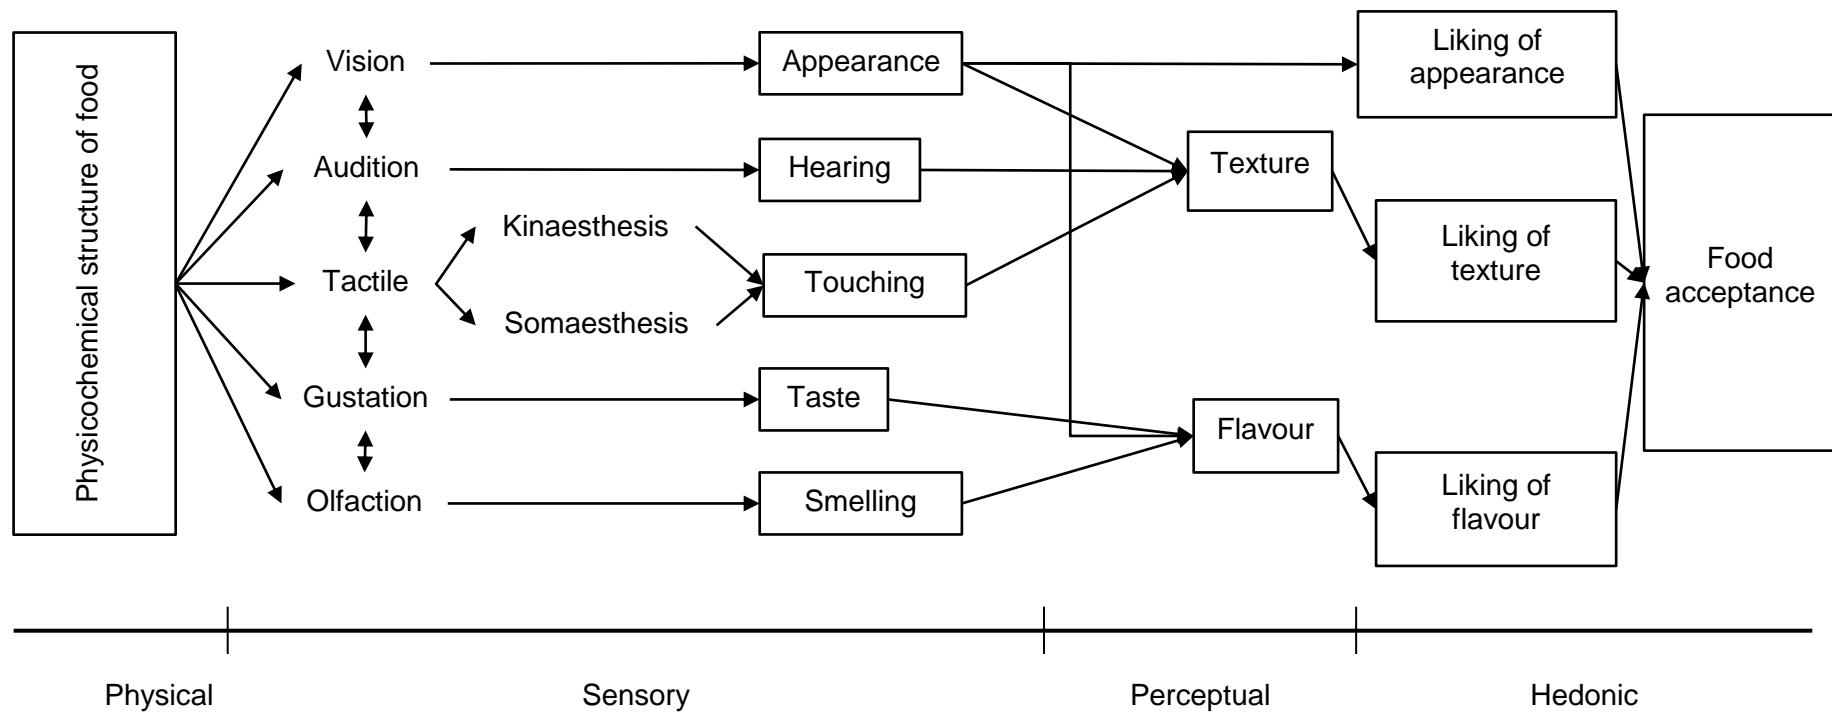 Physicochemical structure of food
Vision
Audition
Tactile
Gustation
Olfaction
Kinaesthesis
Somaesthesis
Appearance
Hearing
Touching
Taste
Smelling
Texture
Flavour
Liking of
appearance
Liking of
texture
Liking of
flavour
Food
acceptance
Physical
Sensory
Perceptual
Hedonic